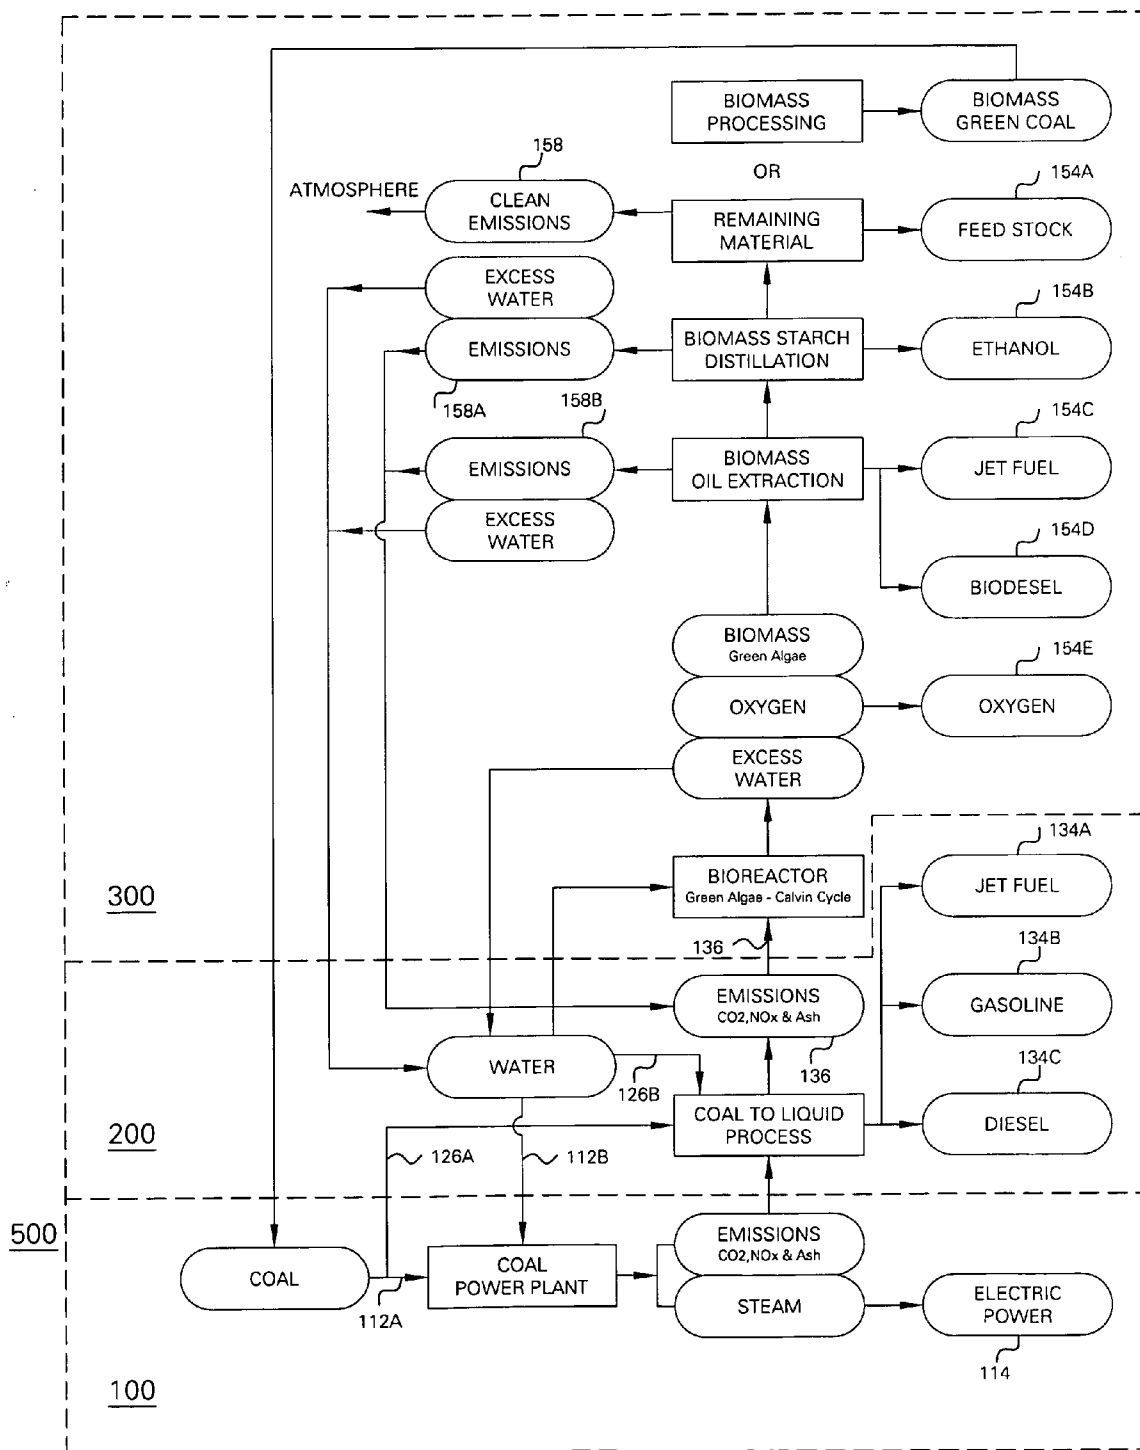 BIOMASS
PROCESSING
BIOMASS
GREEN COAL
158
OR
154A
ATMOSPHERE
CLEAN
EMISSIONS
REMAINING
MATERIAL
FEED STOCK
EXCESS
WATER
154B
EMISSIONS
BIOMASS STARCH
DISTILLATION
ETHANOL
158A
158B
154C
EMISSIONS
BIOMASS
OIL EXTRACTION
JET FUEL
EXCESS
WATER
154D
BIODESEL
BIOMASS
Green Algae
154E
OXYGEN
OXYGEN
EXCESS
WATER
134A
300
BIOREACTOR
Green Algae - Calvin Cycle
JET FUEL
136
134B
EMISSIONS
CO2,NOx & Ash
GASOLINE
WATER
126B
136
134C
200
COAL TO LIQUID
PROCESS
DIESEL
126A
112B
500
EMISSIONS
CO2,NOx & Ash
COAL
COAL
POWER PLANT
STEAM
ELECTRIC
POWER
112A
114
100